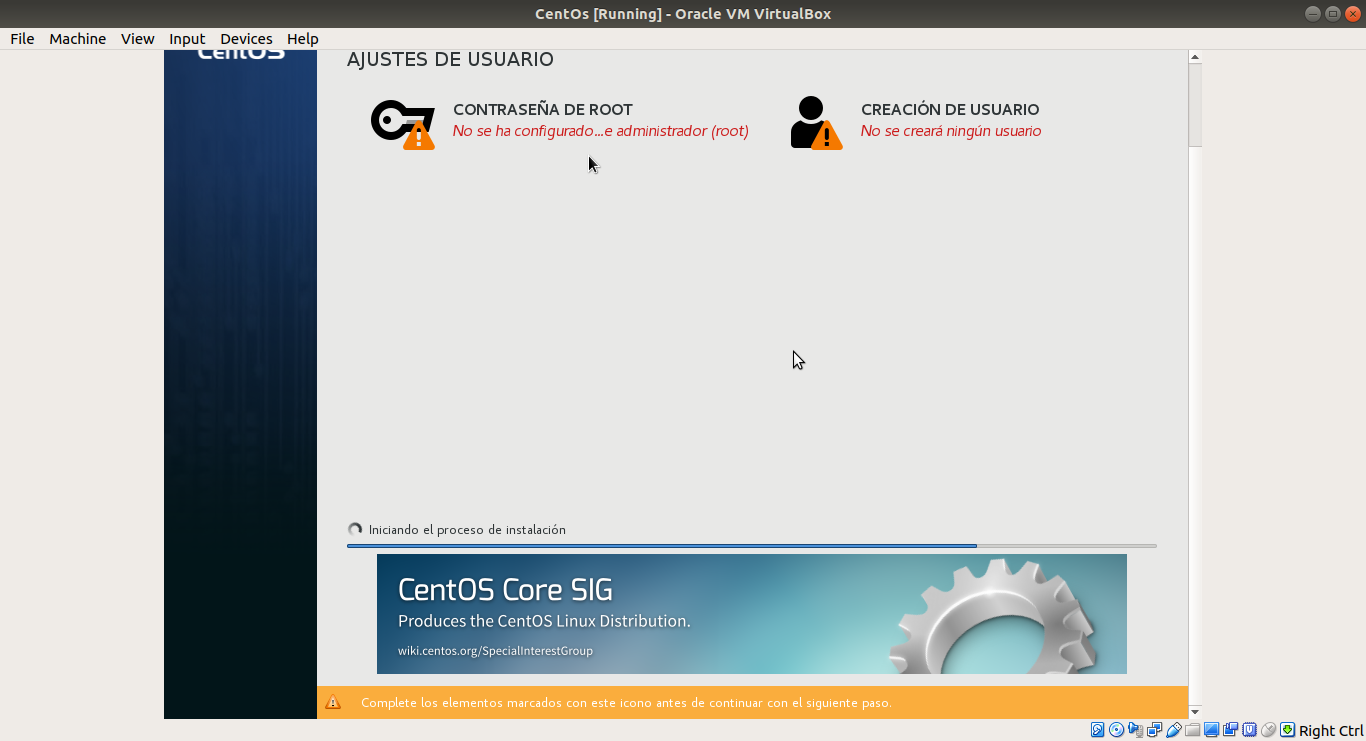 CentOs [Running] - Oracle VM VirtualBox
File Machine View Input Devices Help
CentOS
AJUSTES DE USUARIO
CONTRASEÑA DE ROOT
No se ha configurado...e administrador (root)
CREACIÓN DE USUARIO
No se creará ningún usuario
Iniciando el proceso de instalación
CentOS Core SIG
Produces the CentOS Linux Distribution.
wiki.centos.org/SpecialInterestGroup
Complete los elementos marcados con este icono antes de continuar con el siguiente paso.
Right Ctrl